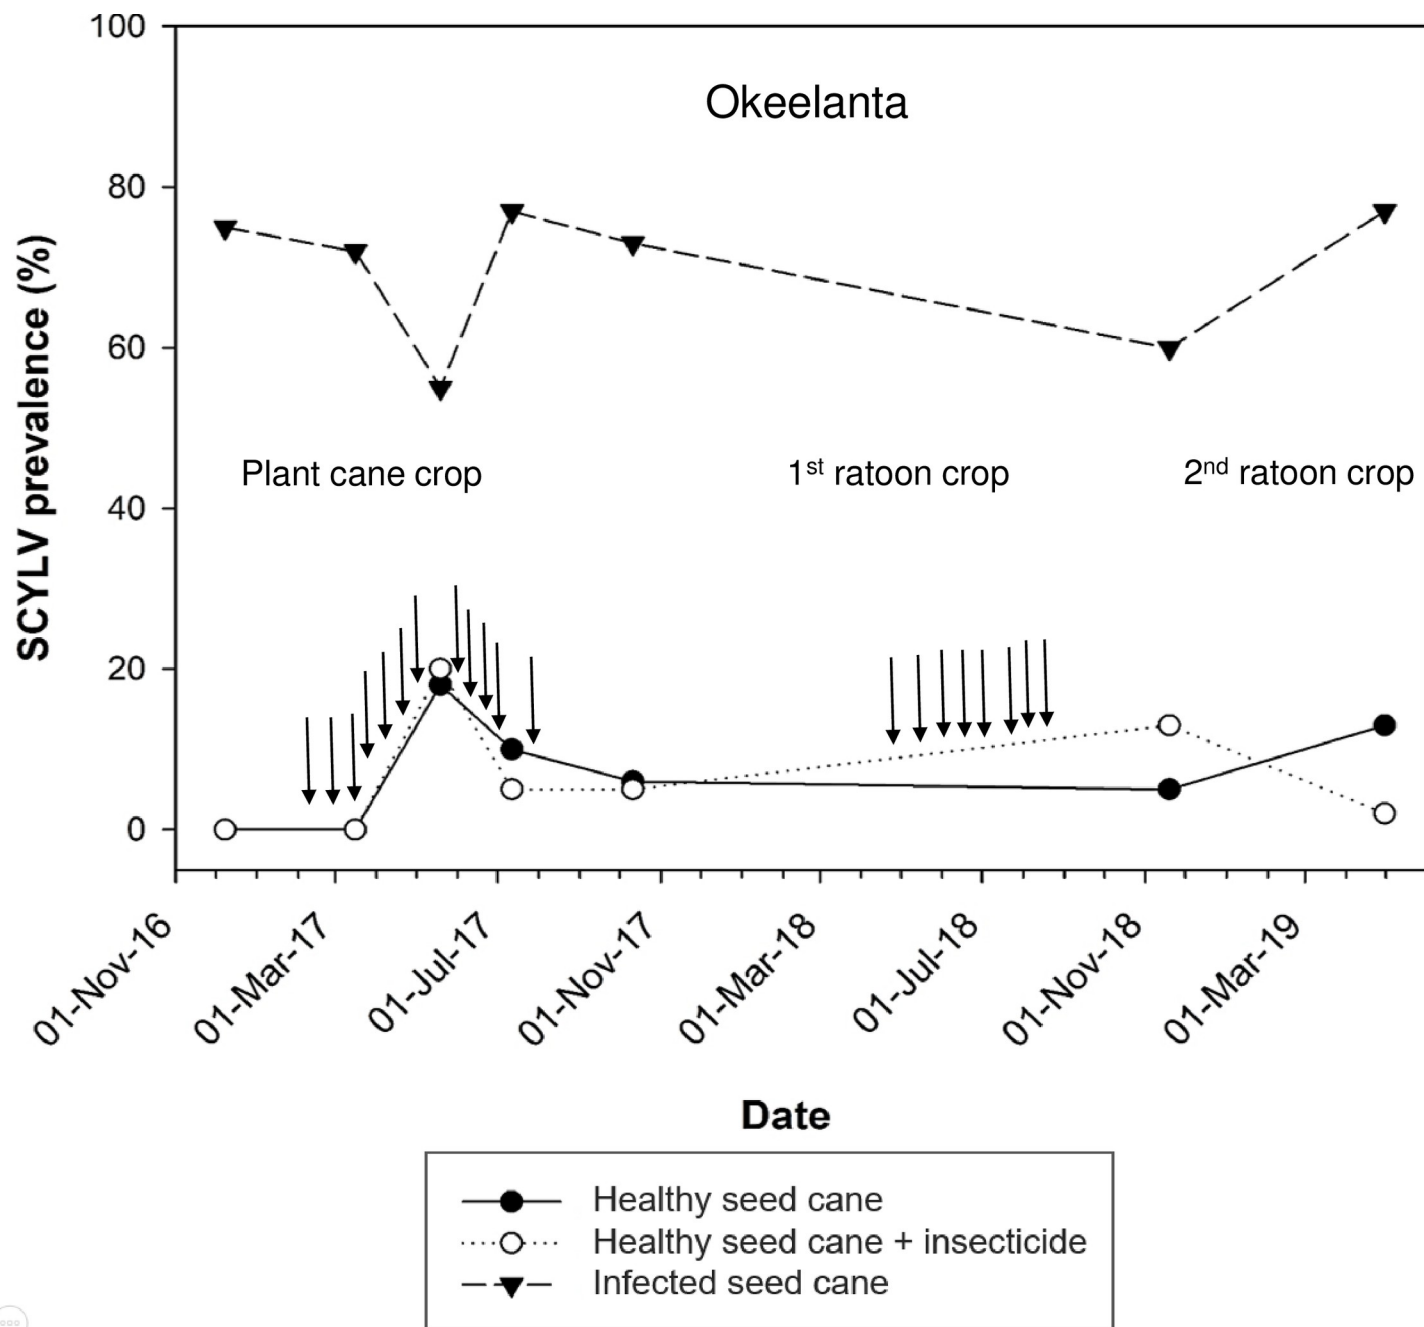 100
Okeelanta
80
60
Plant cane crop
1st ratoon crop
2nd ratoon crop
40
20
0
SCYLV prevalence (%)
01-Nov-16
01-Mar-17
01-Jul-17
01-Nov-17
01-Mar-18
01-Jul-18
01-Nov-18
01-Mar-19
Date
Healthy seed cane
Healthy seed cane + insecticide
Infected seed cane